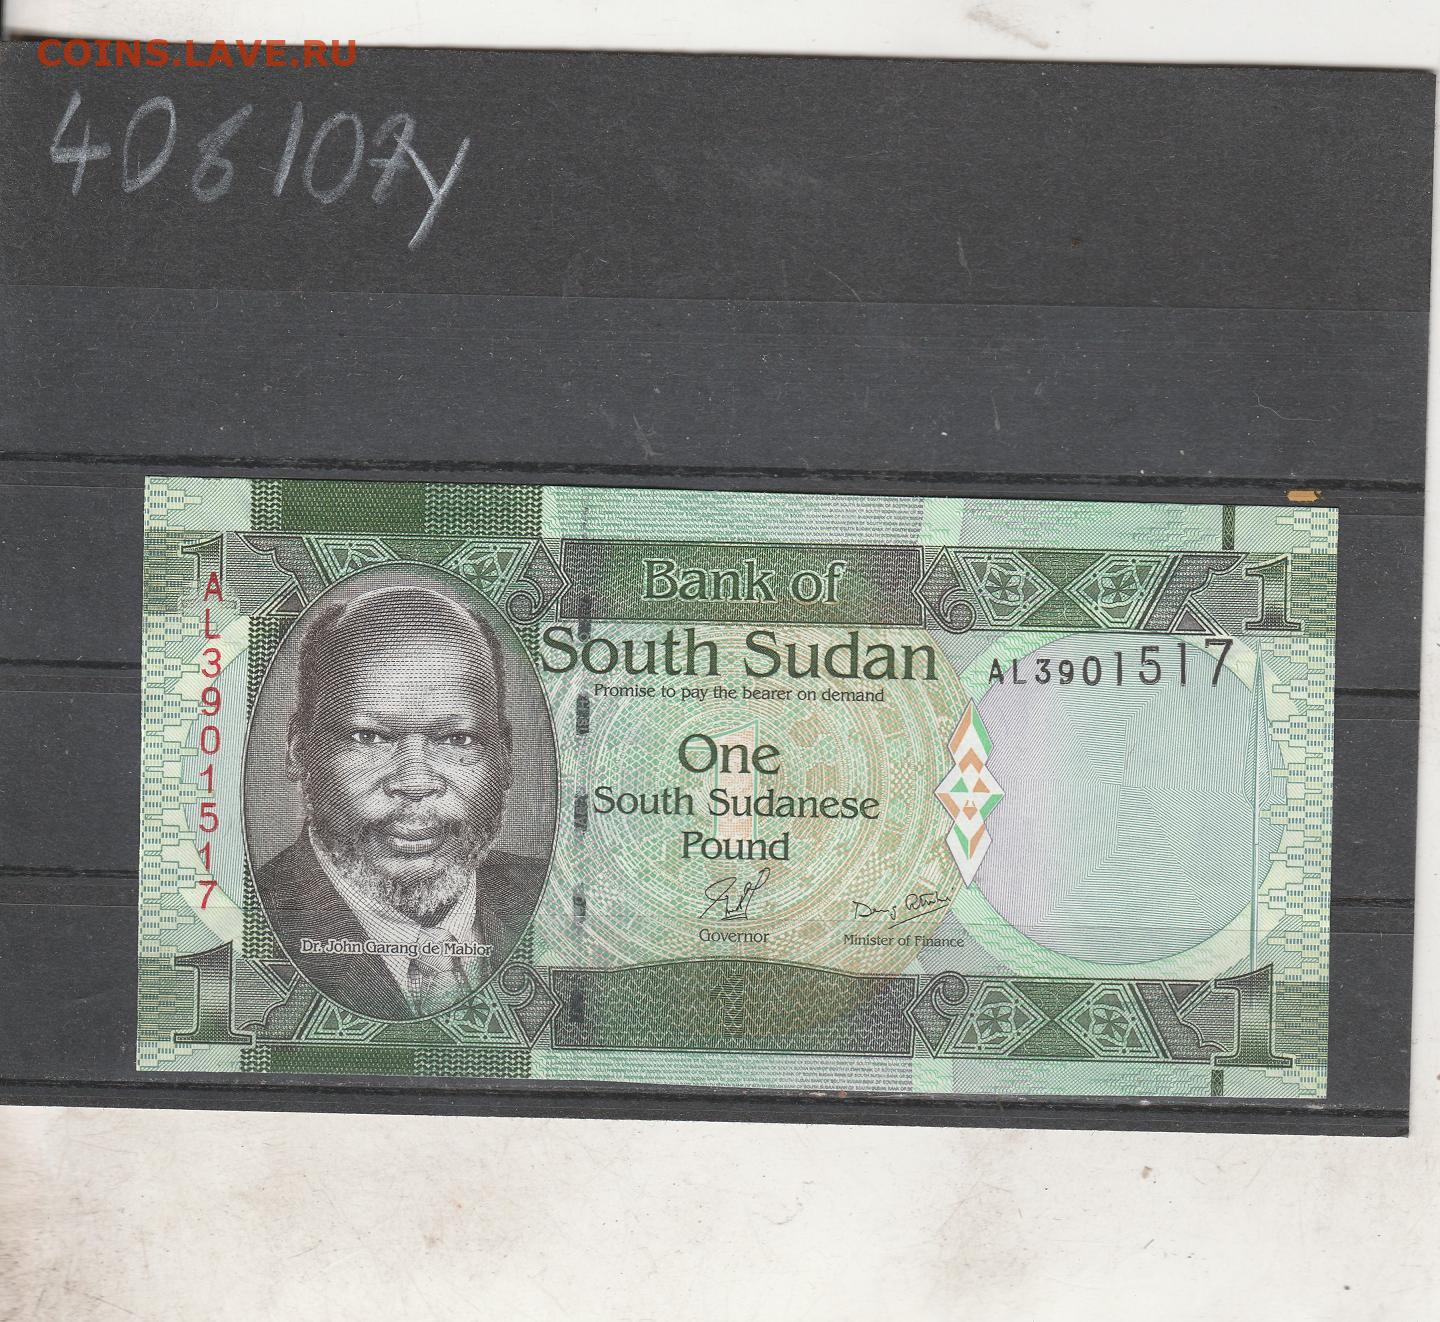 COINS.LAVE.RU
1
1
AL3901517
Bank of
South Sudan
AL3901517
Promise to pay the bearer on demand
One
South Sudanese
Pound
Governor
Minister of Finance
Dr. John Garang de Mabior
1
1
1